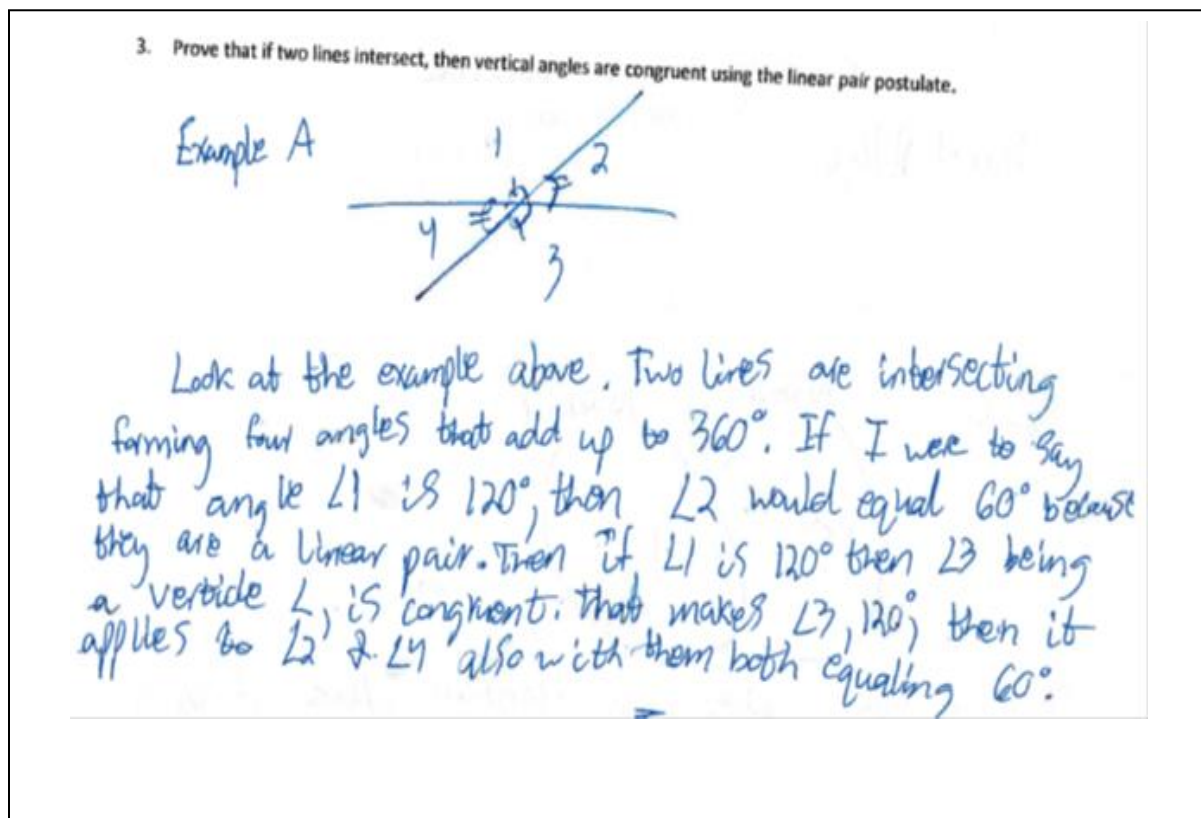 3. Prove that if two lines intersect, then vertical angles are congruent using the linear pair postulate.
Example A
1
2
4
3
Look at the example above. Two lines are intersecting
forming four angles that add up to 360°. If I were to say
that angle ∠1 is 120°, then ∠2 would equal 60° because
they are a linear pair. Then if ∠1 is 120° then ∠3 being
a verticle ∠, is congruent. That makes ∠3, 120°, then it
applies to ∠2 & ∠4 also with them both equaling 60°.